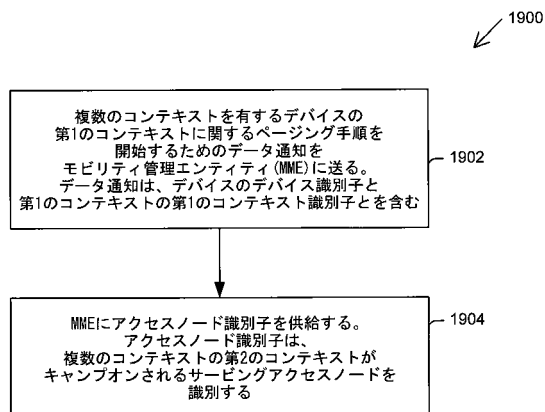 1900
複数のコンテキストを有するデバイスの
第1のコンテキストに関するページング手順を
開始するためのデータ通知を
モビリティ管理エンティティ(MME)に送る。
データ通知は、デバイスのデバイス識別子と
第1のコンテキストの第1のコンテキスト識別子とを含む
1902
MMEにアクセスノード識別子を供給する。
アクセスノード識別子は、
複数のコンテキストの第2のコンテキストが
キャンプオンされるサービングアクセスノードを
識別する
1904